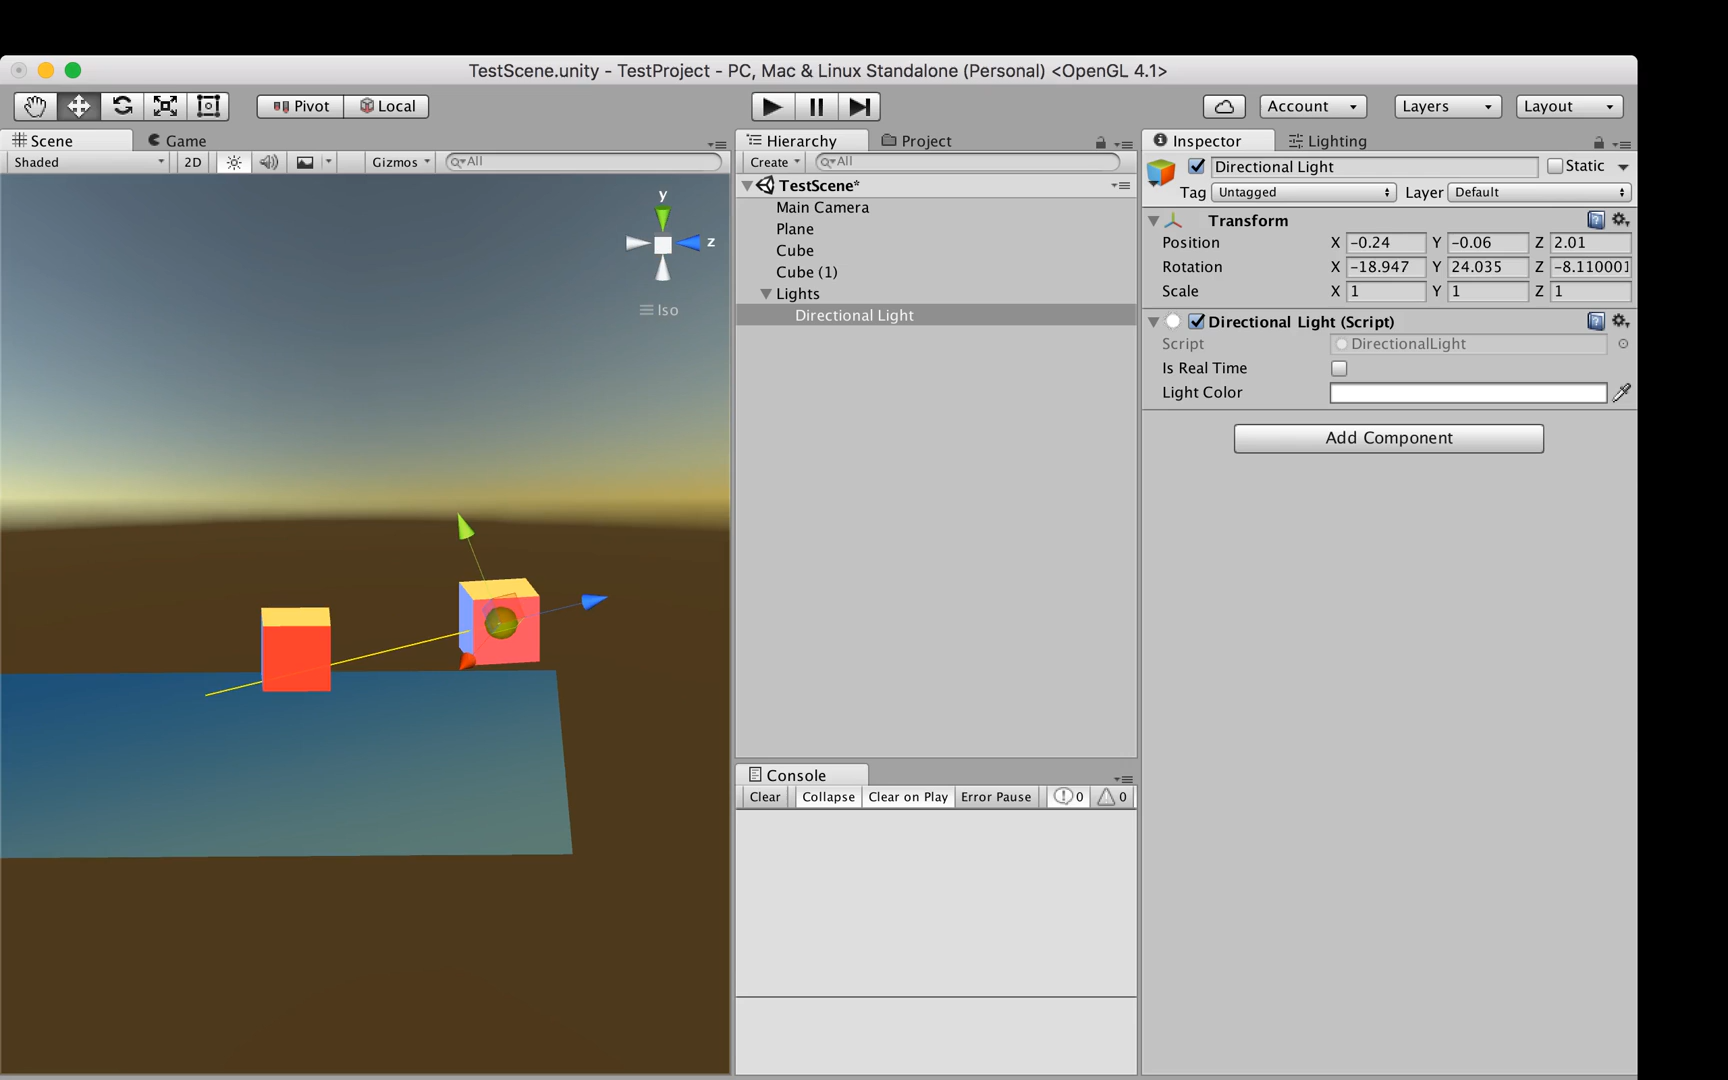 TestScene.unity - TestProject - PC, Mac & Linux Standalone (Personal) <OpenGL 4.1>
Pivot Local Account Layers Layout
Scene Game
Shaded 2D Gizmos All
y
z
Iso
Hierarchy Project
Create All
TestScene*
Main Camera
Plane
Cube
Cube (1)
Lights
Directional Light
Console
Clear Collapse Clear on Play Error Pause 0 0
Inspector Lighting
Directional Light Static
Tag Untagged Layer Default
Transform
Position X -0.24 Y -0.06 Z 2.01
Rotation X -18.947 Y 24.035 Z -8.110001
Scale X 1 Y 1 Z 1
Directional Light (Script)
Script DirectionalLight
Is Real Time
Light Color
Add Component